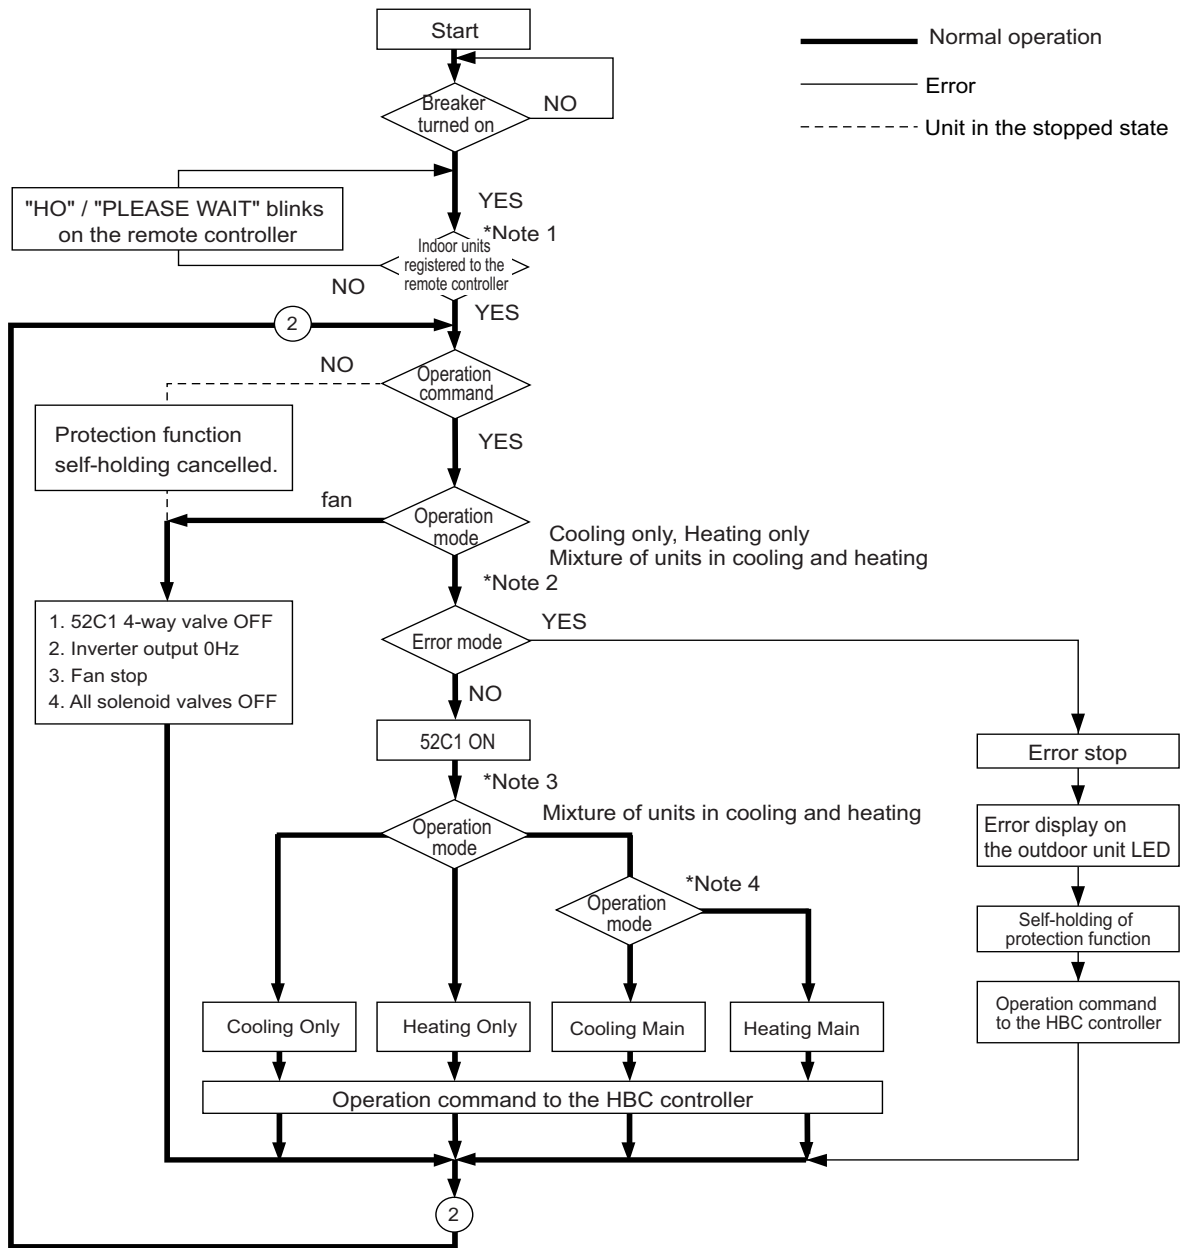 Start
Normal operation
Error
Unit in the stopped state
Breaker
turned on
NO
YES
"HO" / "PLEASE WAIT" blinks
on the remote controller
*Note 1
Indoor units
registered to the
remote controller
NO
YES
2
NO
Operation
command
YES
Protection function
self-holding cancelled.
fan
Operation
mode
Cooling only, Heating only
Mixture of units in cooling and heating
*Note 2
1. 52C1 4-way valve OFF
2. Inverter output 0Hz
3. Fan stop
4. All solenoid valves OFF
Error mode
YES
NO
52C1 ON
*Note 3
Operation
mode
Mixture of units in cooling and heating
Error stop
Error display on
the outdoor unit LED
*Note 4
Operation
mode
Self-holding of
protection function
Operation command
to the HBC controller
Cooling Only
Heating Only
Cooling Main
Heating Main
Operation command to the HBC controller
2